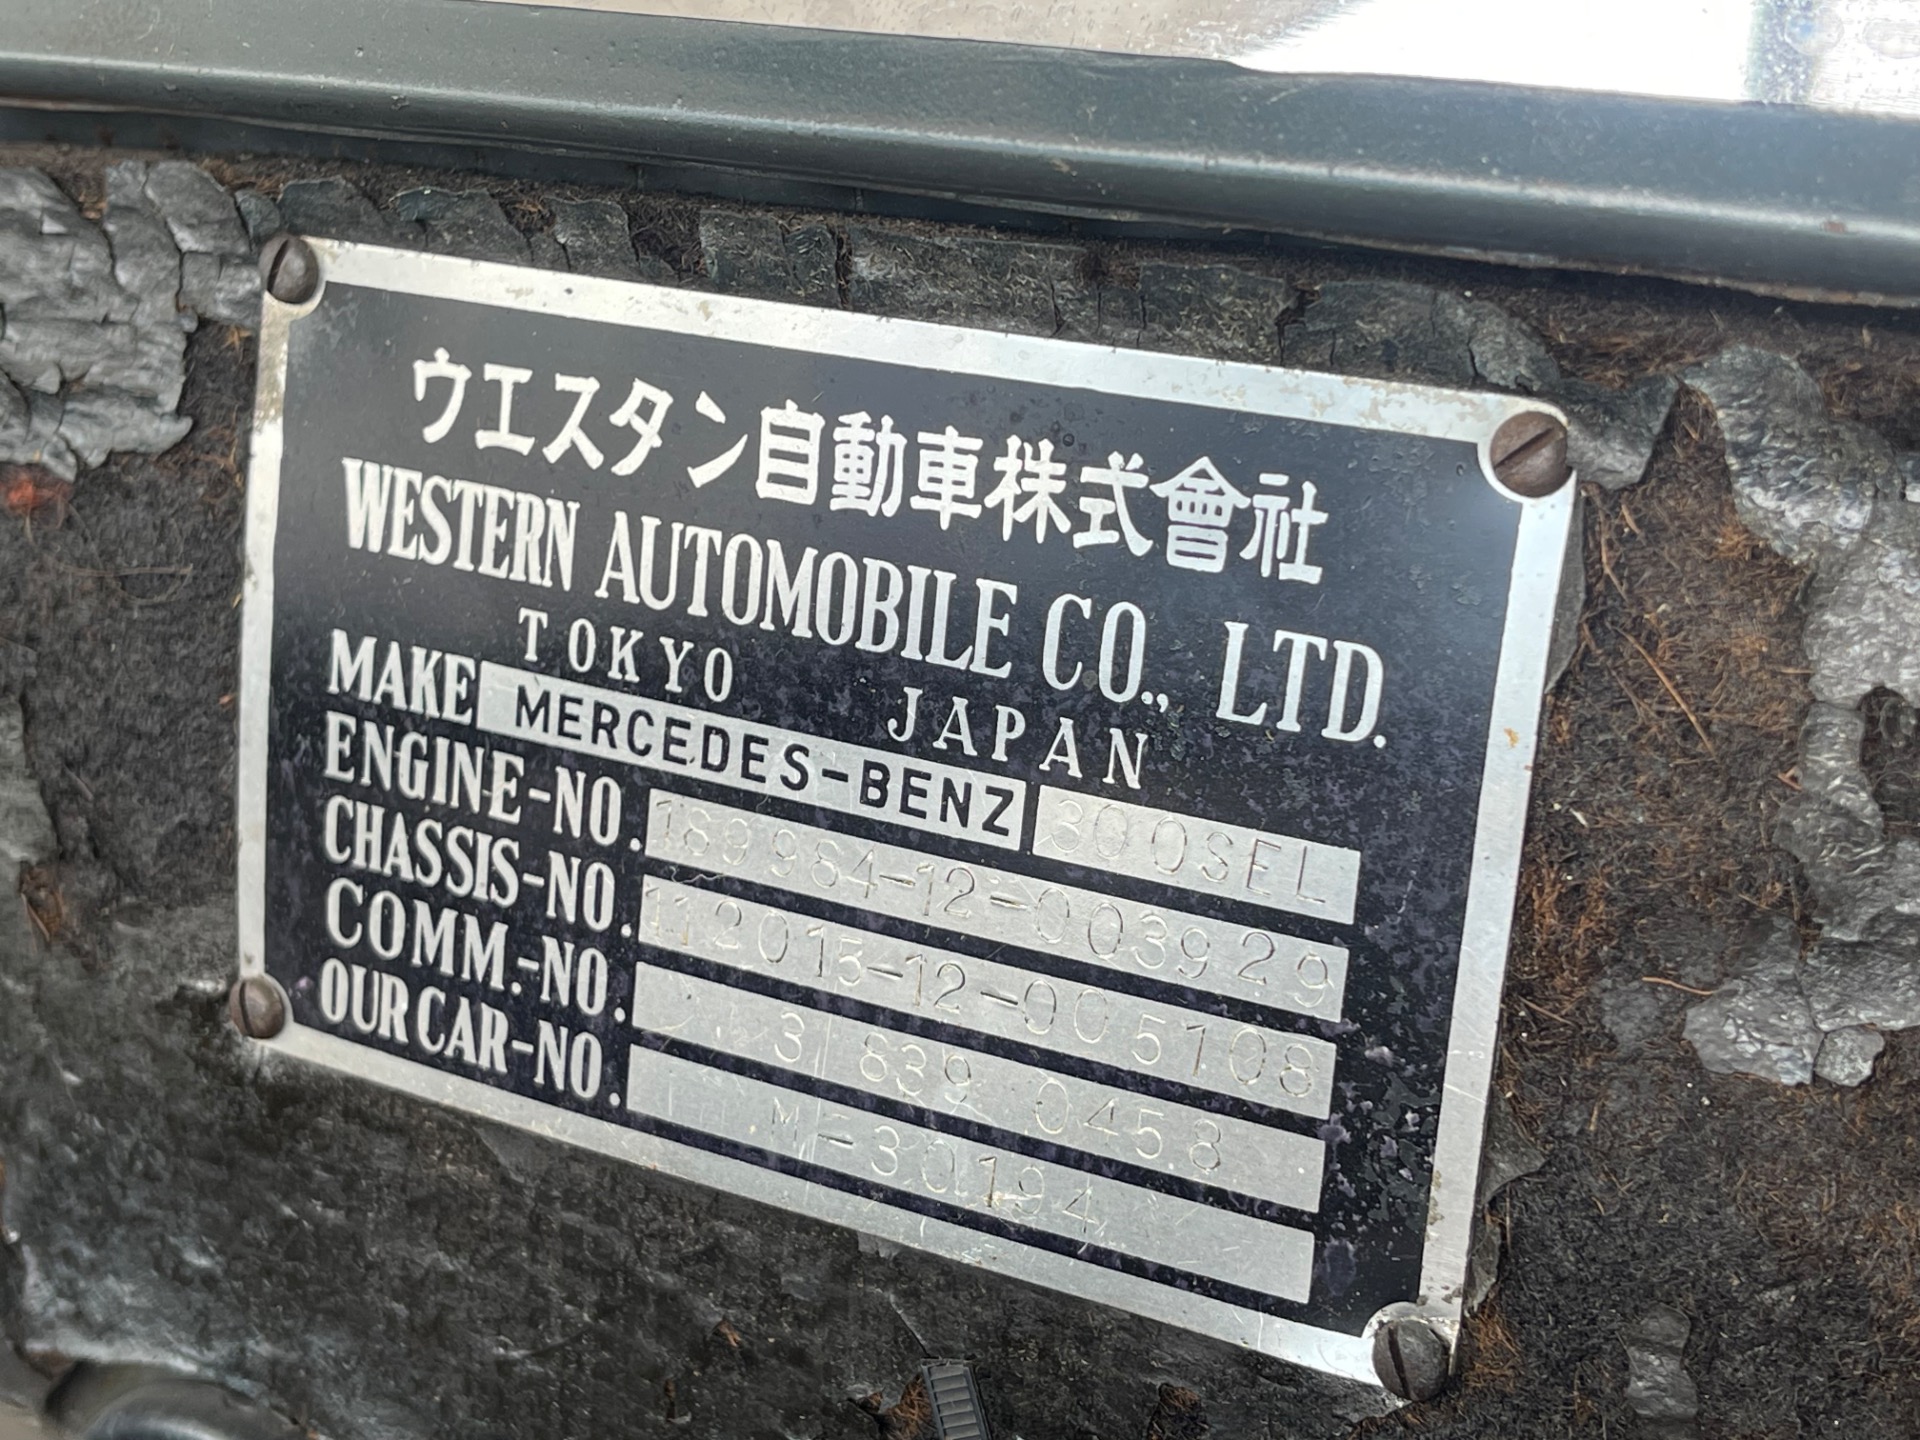 ウエスタン自動車株式會社
WESTERN AUTOMOBILE CO., LTD.
TOKYO JAPAN
MAKE MERCEDES-BENZ 300SEL
ENGINE-NO. 189984-12-003929
CHASSIS-NO. 112015-12-005108
COMM.-NO. 839 0458
OUR CAR-NO. M-30194